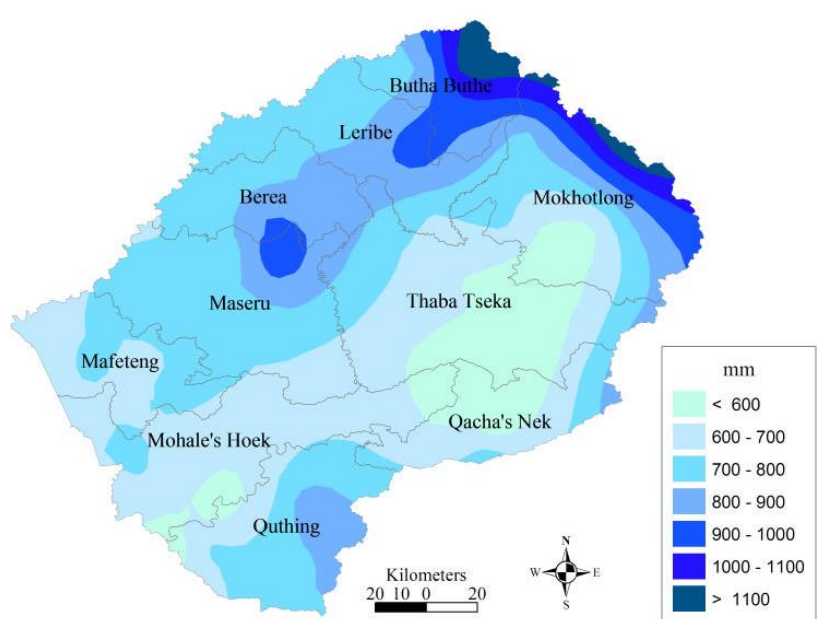 Butha Buthe
Leribe
Berea
Mokhotlong
Maseru
Thaba Tseka
Mafeteng
Mohale's Hoek
Qacha's Nek
Quthing
mm
< 600
600 - 700
700 - 800
800 - 900
900 - 1000
1000 - 1100
> 1100
N
W E
S
Kilometers
20 10 0 20